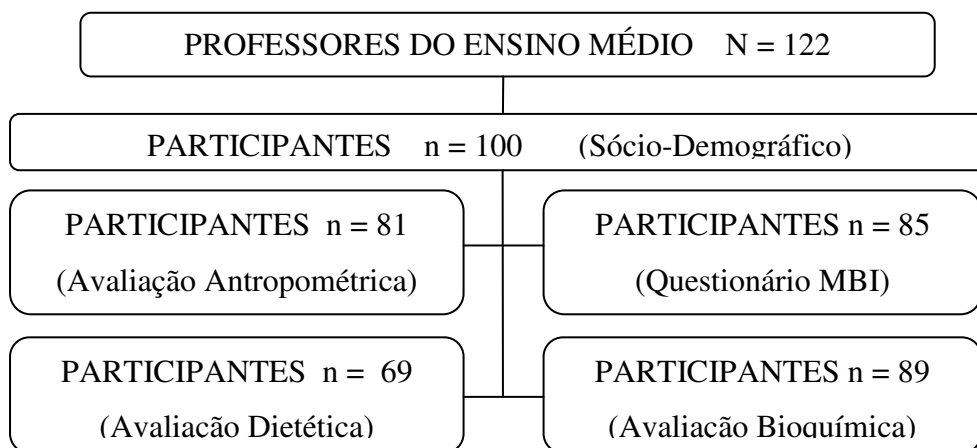 PROFESSORES DO ENSINO MÉDIO N = 122
PARTICIPANTES n = 100 (Sócio-Demográfico)
PARTICIPANTES n = 81
(Avaliação Antropométrica)
PARTICIPANTES n = 85
(Questionário MBI)
PARTICIPANTES n = 69
(Avaliação Dietética)
PARTICIPANTES n = 89
(Avaliação Bioquímica)